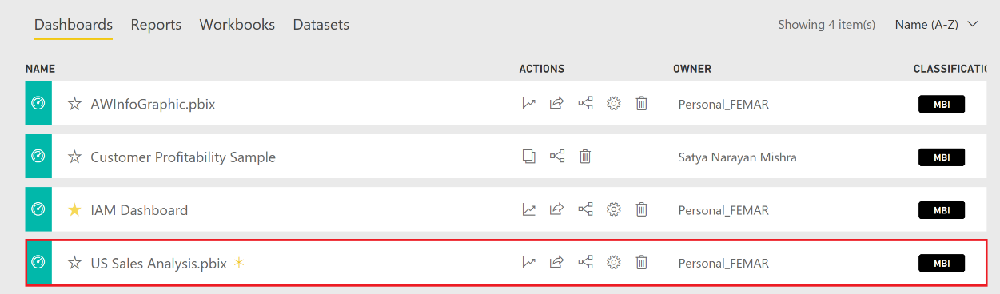 Dashboards Reports Workbooks Datasets Showing 4 item(s) Name (A-Z)
NAME ACTIONS OWNER CLASSIFICATIO
AWInfoGraphic.pbix Personal_FEMAR MBI
Customer Profitability Sample Satya Narayan Mishra MBI
IAM Dashboard Personal_FEMAR MBI
US Sales Analysis.pbix Personal_FEMAR MBI